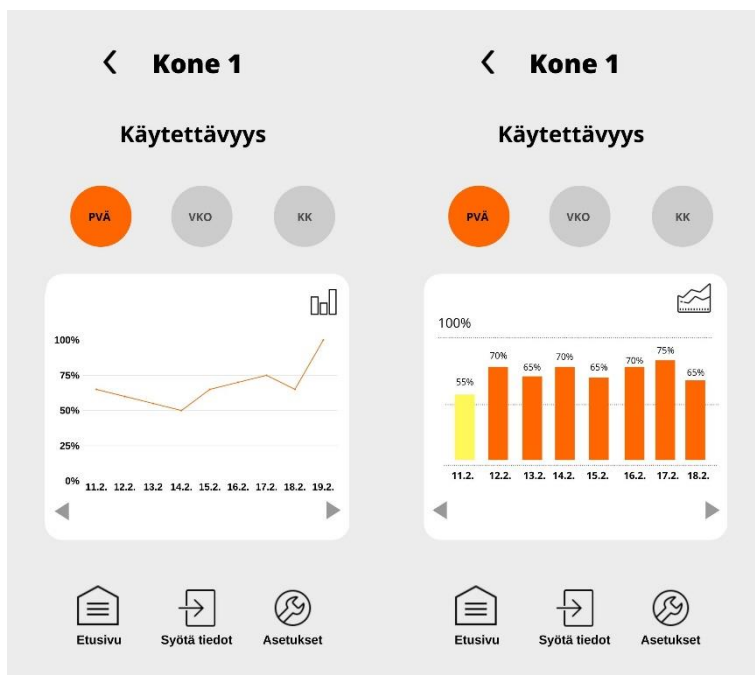 Kone 1
Käytettävyys
PVÄ VKO KK
100%
75%
50%
25%
0%
11.2. 12.2. 13.2 14.2. 15.2. 16.2. 17.2. 18.2. 19.2.
Etusivu Syötä tiedot Asetukset
Kone 1
Käytettävyys
PVÄ VKO KK
100%
55% 70% 65% 70% 65% 70% 75% 65%
11.2. 12.2. 13.2. 14.2. 15.2. 16.2. 17.2. 18.2.
Etusivu Syötä tiedot Asetukset